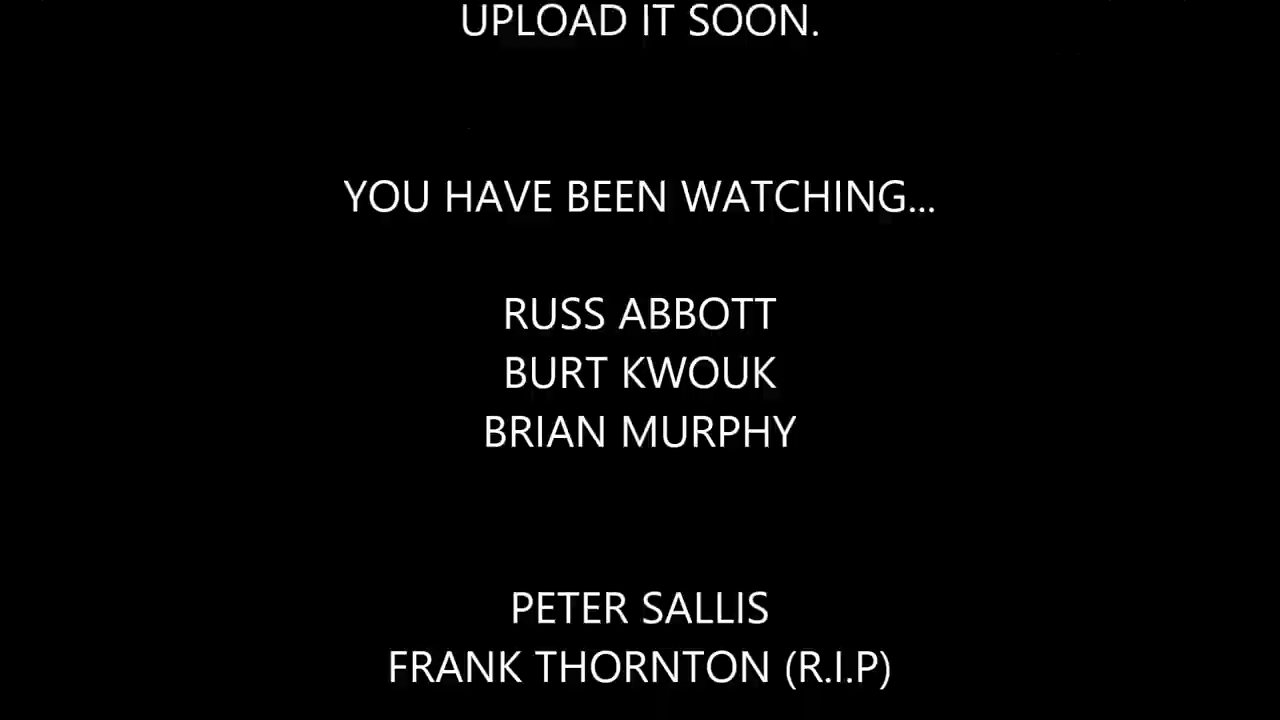 UPLOAD IT SOON.
YOU HAVE BEEN WATCHING...
RUSS ABBOTT
BURT KWOUK
BRIAN MURPHY
PETER SALLIS
FRANK THORNTON (R.I.P)